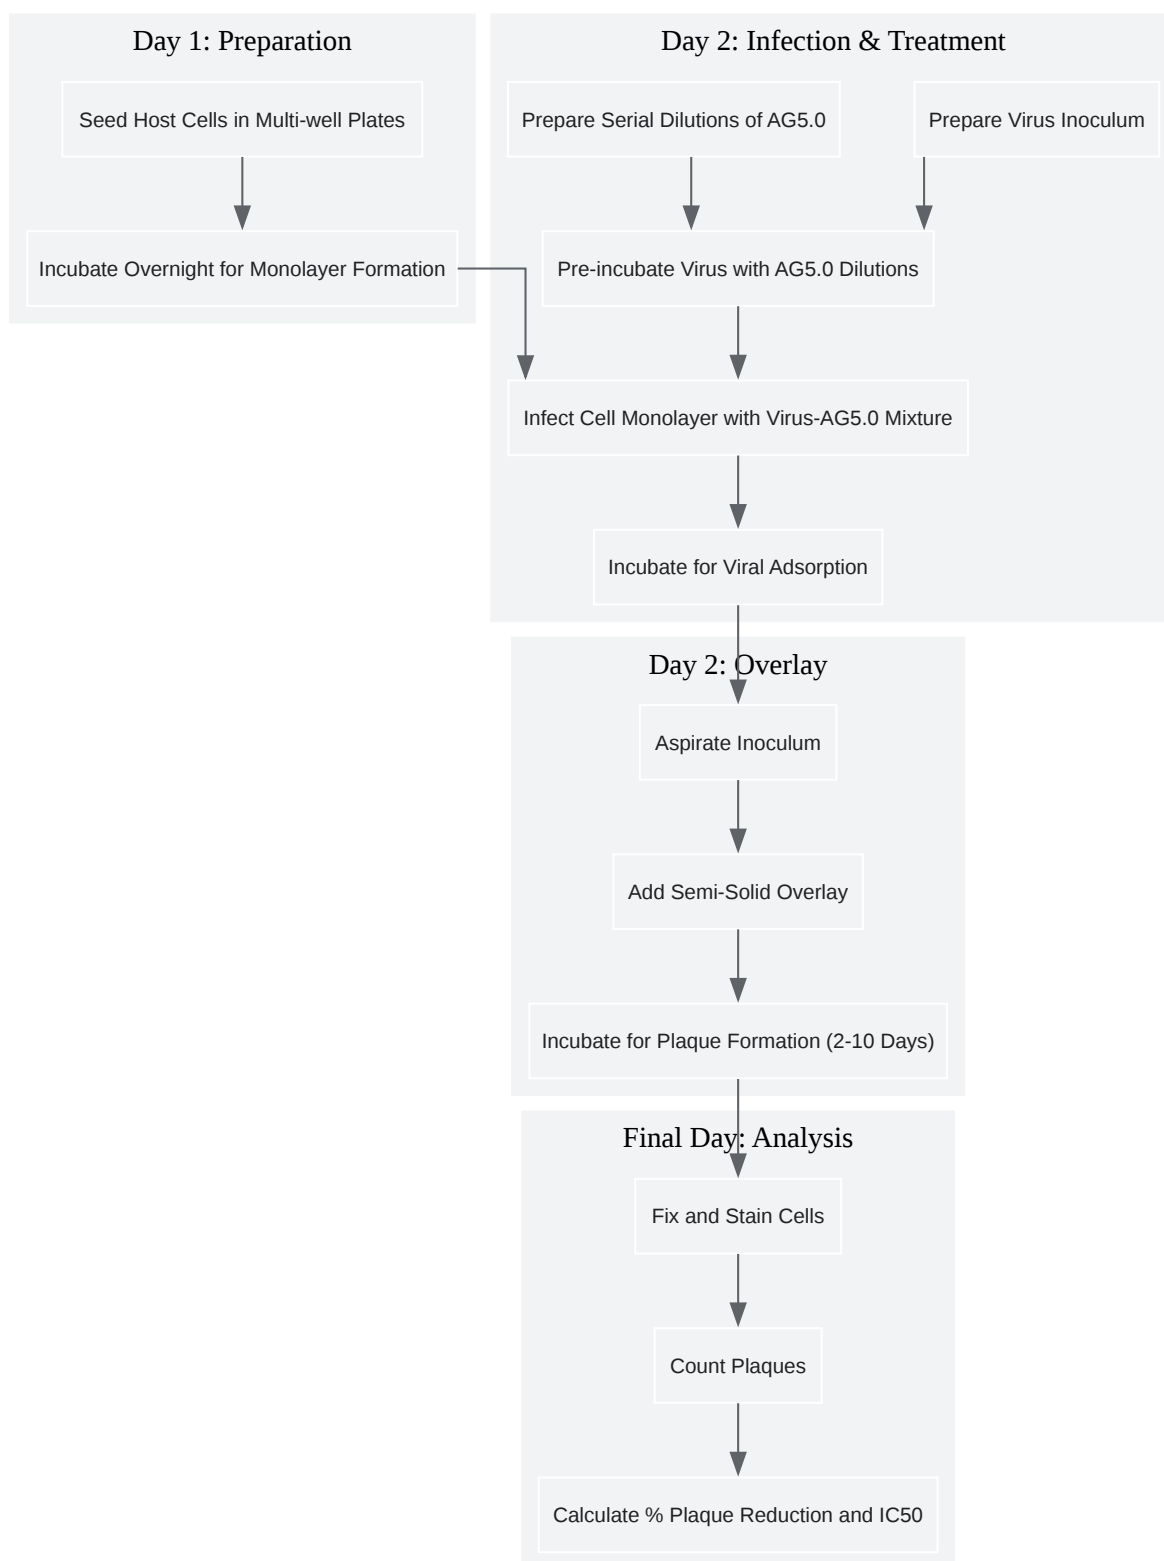 Day 1: Preparation
Seed Host Cells in Multi-well Plates
Incubate Overnight for Monolayer Formation
Day 2: Infection & Treatment
Prepare Serial Dilutions of AG5.0
Prepare Virus Inoculum
Pre-incubate Virus with AG5.0 Dilutions
Infect Cell Monolayer with Virus-AG5.0 Mixture
Incubate for Viral Adsorption
Day 2: Overlay
Aspirate Inoculum
Add Semi-Solid Overlay
Incubate for Plaque Formation (2-10 Days)
Final Day: Analysis
Fix and Stain Cells
Count Plaques
Calculate % Plaque Reduction and IC50